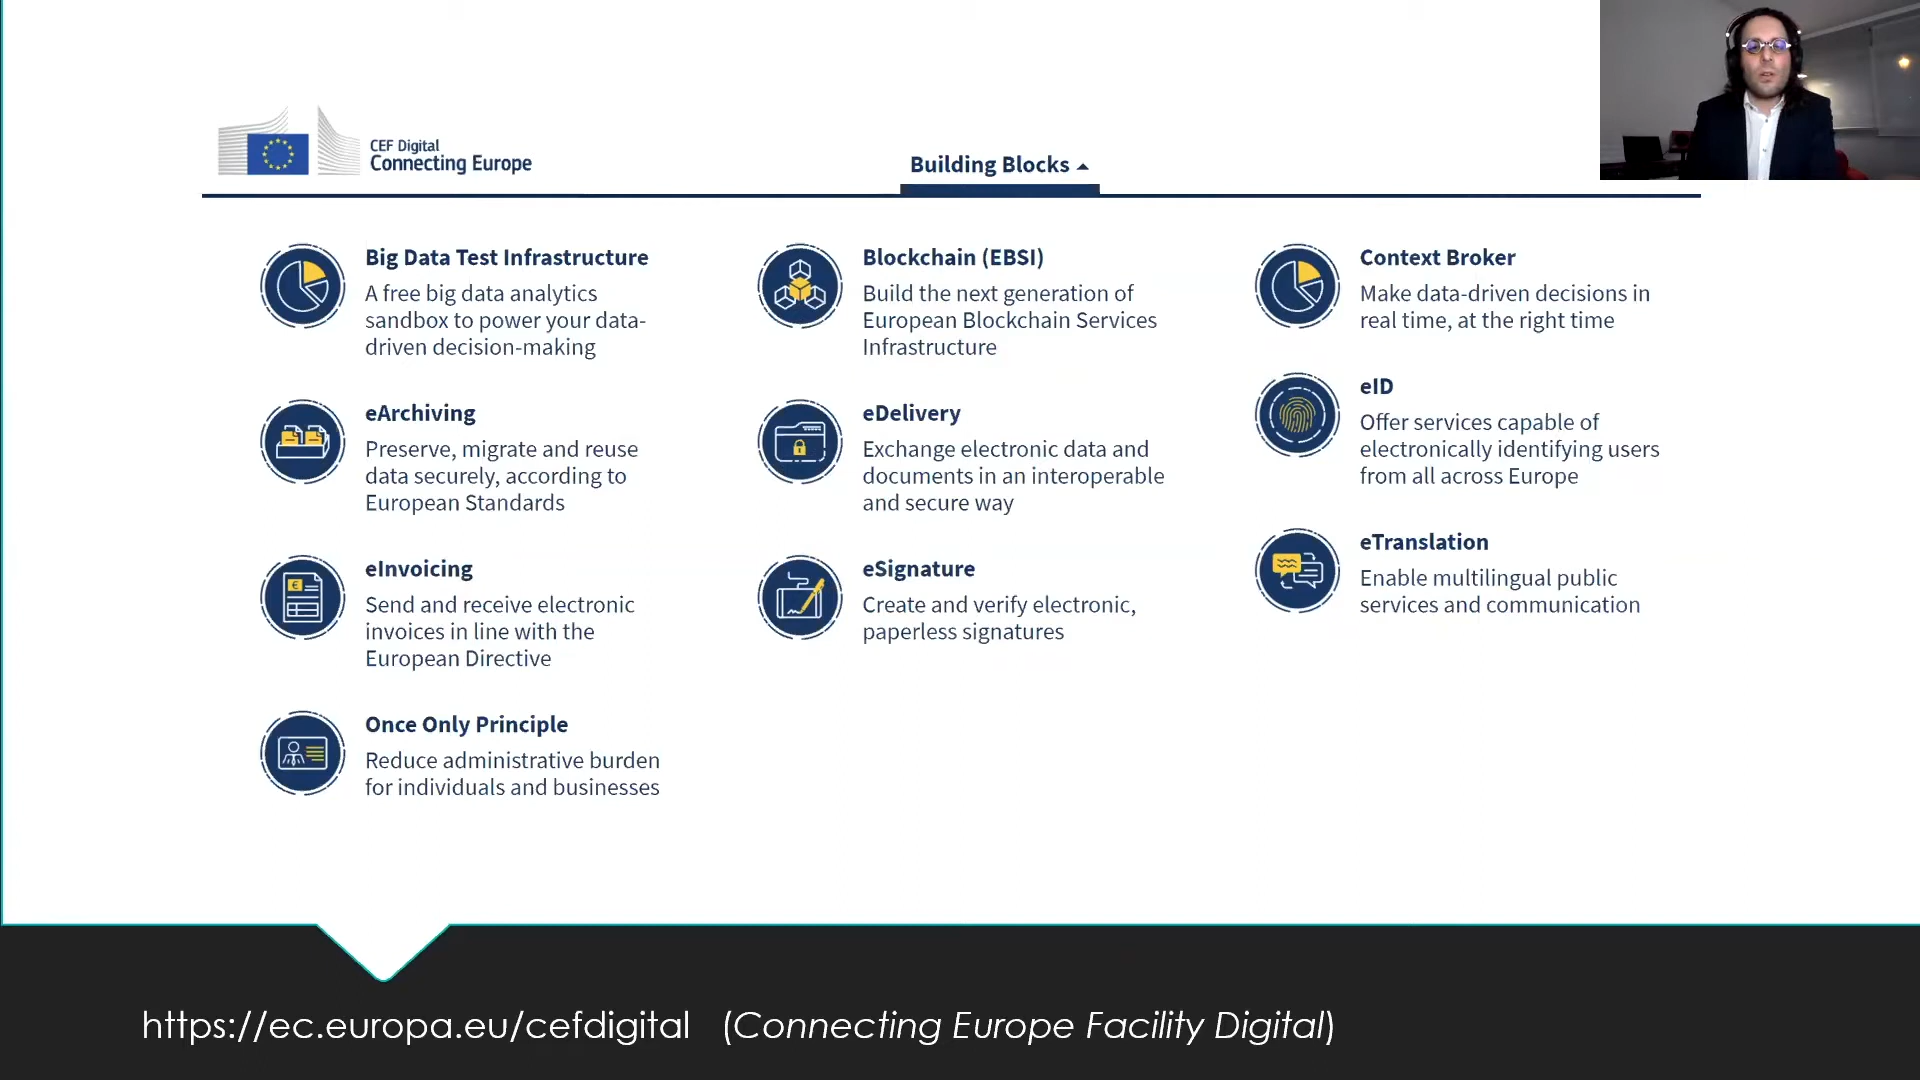 CEF Digital
Connecting Europe
Building Blocks
Big Data Test Infrastructure
A free big data analytics
sandbox to power your data-
driven decision-making
eArchiving
Preserve, migrate and reuse
data securely, according to
European Standards
eInvoicing
Send and receive electronic
invoices in line with the
European Directive
Once Only Principle
Reduce administrative burden
for individuals and businesses
Blockchain (EBSI)
Build the next generation of
European Blockchain Services
Infrastructure
eDelivery
Exchange electronic data and
documents in an interoperable
and secure way
eSignature
Create and verify electronic,
paperless signatures
Context Broker
Make data-driven decisions in
real time, at the right time
eID
Offer services capable of
electronically identifying users
from all across Europe
eTranslation
Enable multilingual public
services and communication
https://ec.europa.eu/cefdigital (Connecting Europe Facility Digital)